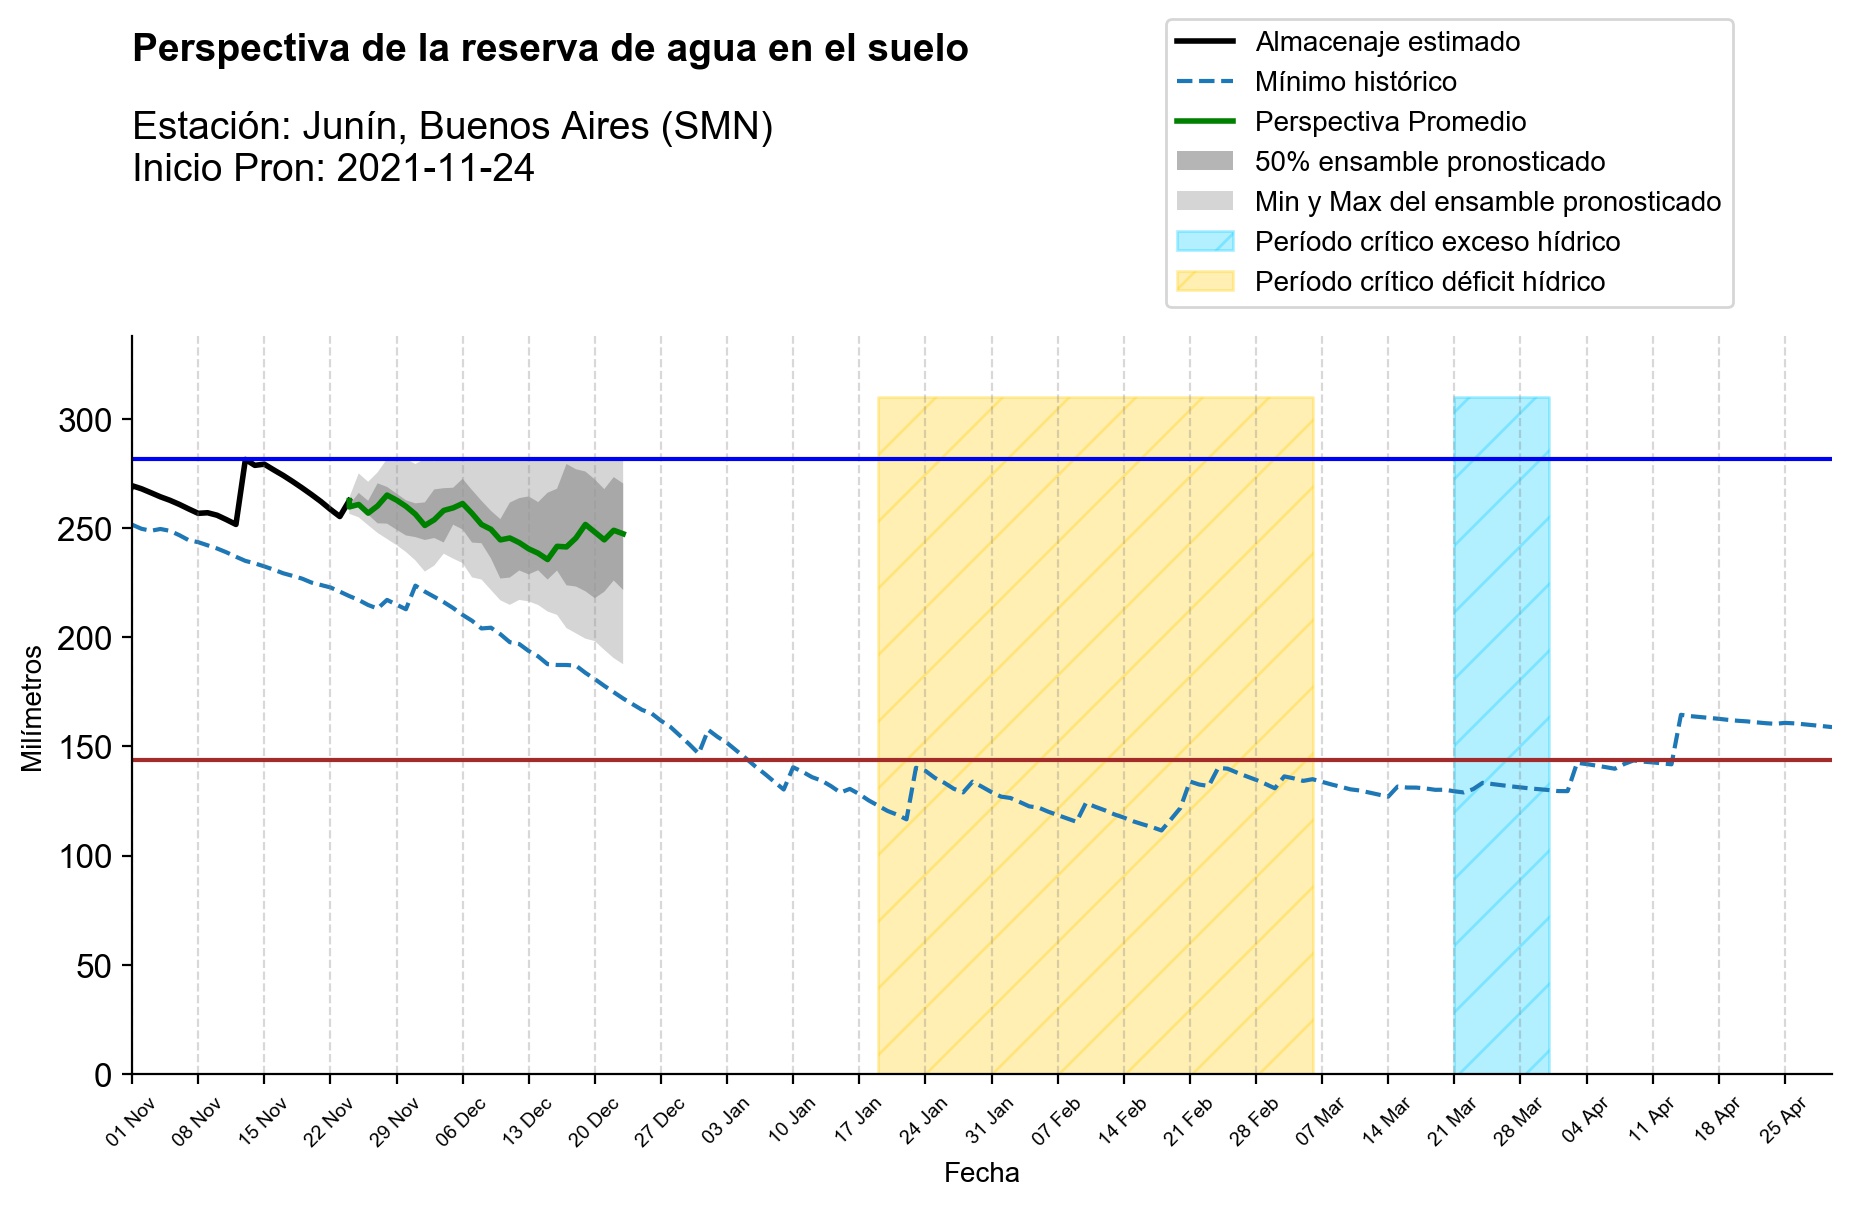 Perspectiva de la reserva de agua en el suelo
Estación: Junín, Buenos Aires (SMN)
Inicio Pron: 2021-11-24
Almacenaje estimado
Mínimo histórico
Perspectiva Promedio
50% ensamble pronosticado
Min y Max del ensamble pronosticado
Período crítico exceso hídrico
Período crítico déficit hídrico
Milímetros
300
250
200
150
100
50
0
01 Nov
08 Nov
15 Nov
22 Nov
29 Nov
06 Dec
13 Dec
20 Dec
27 Dec
03 Jan
10 Jan
17 Jan
24 Jan
31 Jan
07 Feb
14 Feb
21 Feb
28 Feb
07 Mar
14 Mar
21 Mar
28 Mar
04 Apr
11 Apr
18 Apr
25 Apr
Fecha